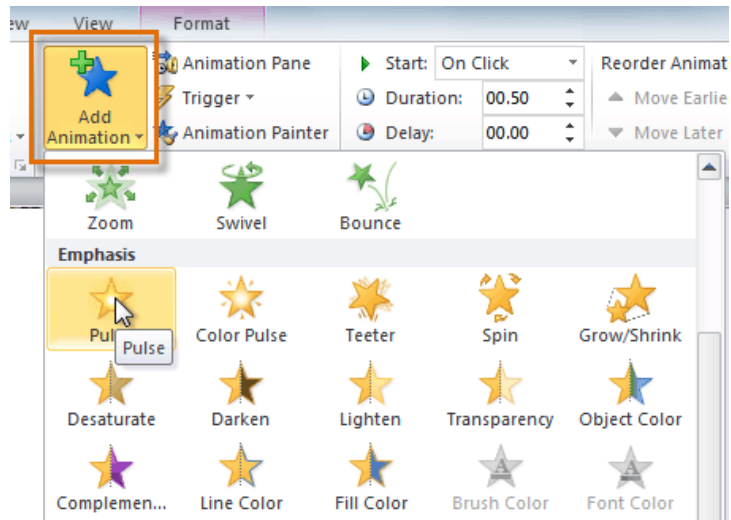 View Format
Add
Animation
Animation Pane
Trigger
Animation Painter
Start: On Click
Duration: 00.50
Delay: 00.00
Reorder Animat
Move Earlie
Move Later
Zoom Swivel Bounce
Emphasis
Pul Color Pulse Teeter Spin Grow/Shrink
Pulse
Desaturate Darken Lighten Transparency Object Color
Complemen... Line Color Fill Color Brush Color Font Color